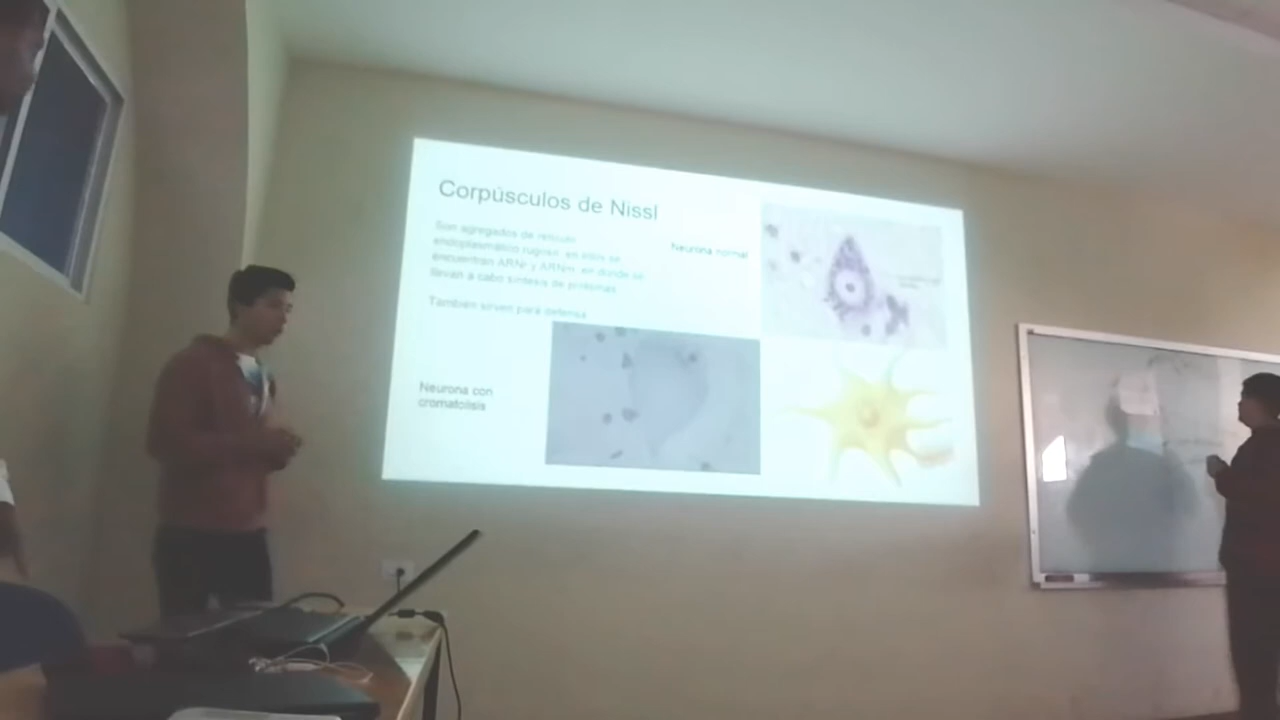 Corpúsculos de Nissl
Son agregados de retículo
endoplasmático rugoso, en ellos se
encuentran ARNr y ARNm, en donde se
llevan a cabo síntesis de proteínas
También sirven para defensa
Neurona normal
Neurona con
cromatolisis